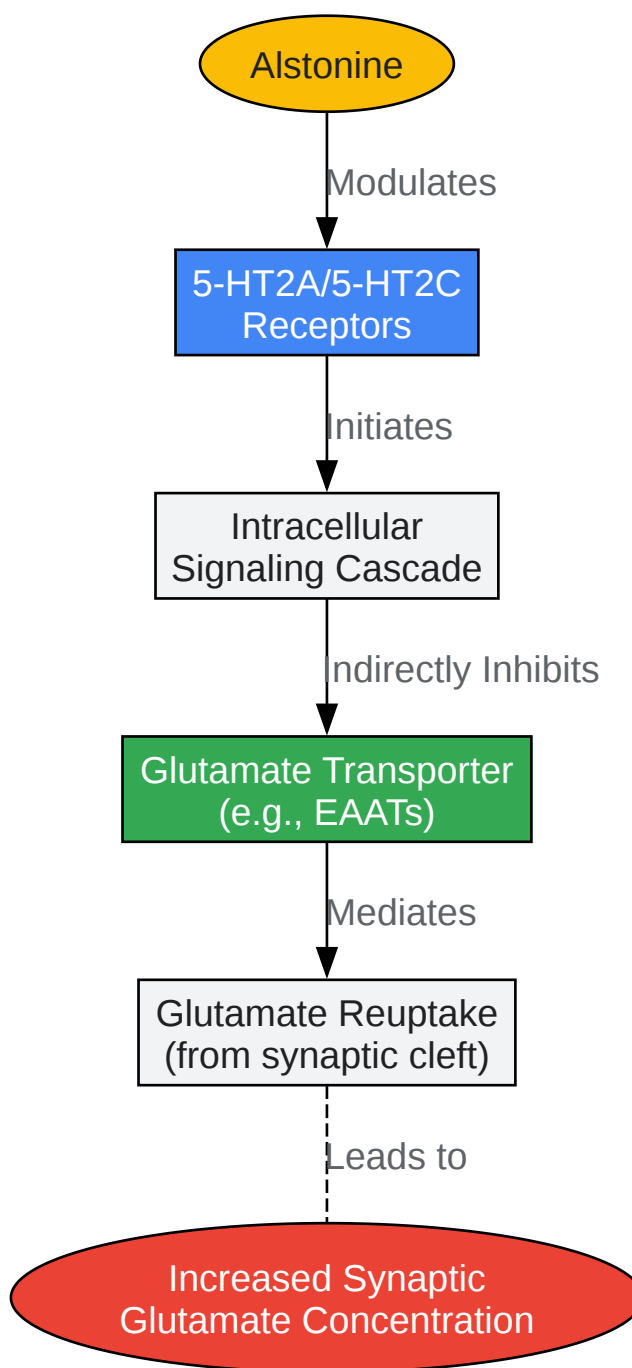 Alstonine
Modulates
5-HT2A/5-HT2C
Receptors
Initiates
Intracellular
Signaling Cascade
Indirectly Inhibits
Glutamate Transporter
(e.g., EAATs)
Mediates
Glutamate Reuptake
(from synaptic cleft)
Leads to
Increased Synaptic
Glutamate Concentration